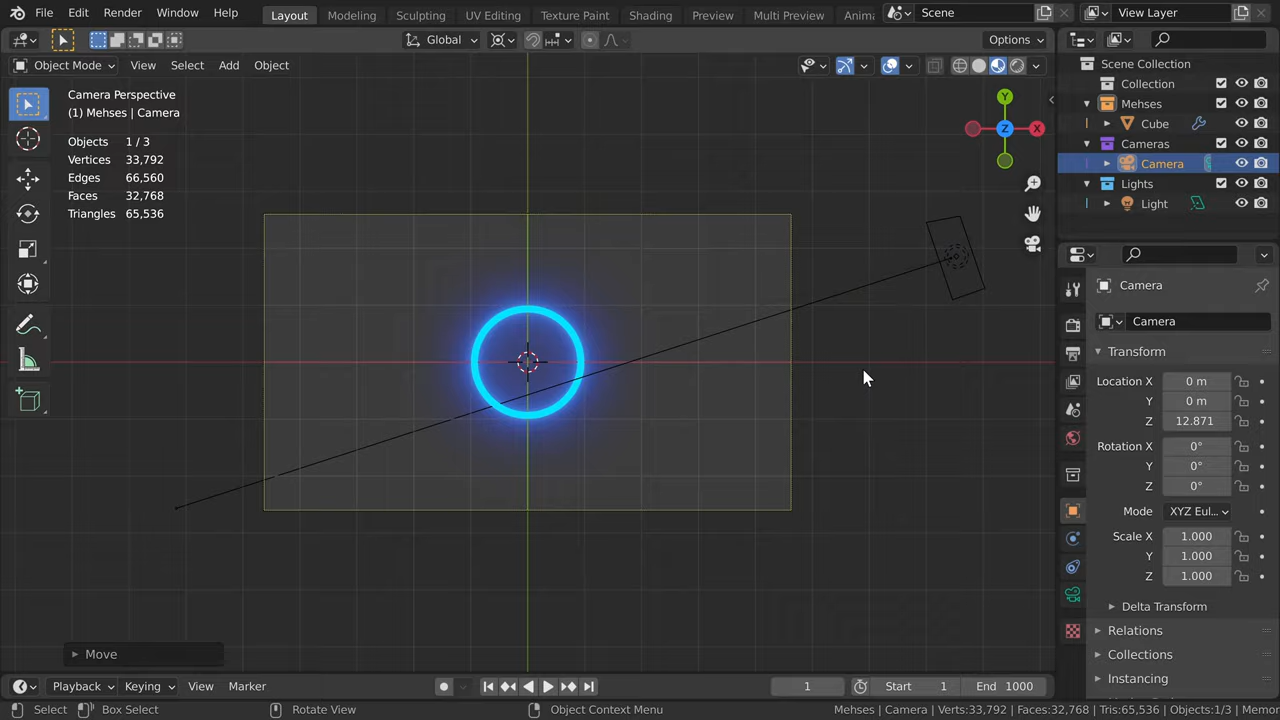 File Edit Render Window Help Layout Modeling Sculpting UV Editing Texture Paint Shading Preview Multi Preview Anima Scene View Layer
Global Options
Object Mode View Select Add Object
Camera Perspective
(1) Mehses | Camera
Objects 1 / 3
Vertices 33,792
Edges 66,560
Faces 32,768
Triangles 65,536
Y
Z
X
Move
Scene Collection
Collection
Mehses
Cube
Cameras
Camera
Lights
Light
Camera
Camera
Transform
Location X 0 m
Y 0 m
Z 12.871
Rotation X 0°
Y 0°
Z 0°
Mode XYZ Eul...
Scale X 1.000
Y 1.000
Z 1.000
Delta Transform
Relations
Collections
Instancing
Playback Keying View Marker 1 Start 1 End 1000
Select Box Select Rotate View Object Context Menu Mehses | Camera | Verts:33,792 | Faces:32,768 | Tris:65,536 | Objects:1/3 | Memor